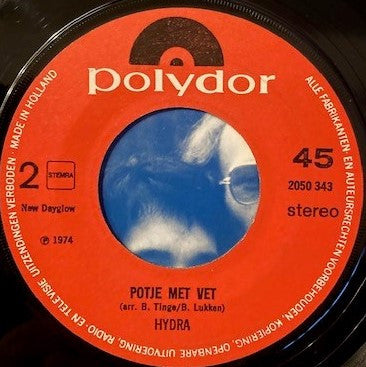 polydor
MADE IN HOLLAND
2
STEMRA
New Dayglow
℗ 1974
45
2050 343
stereo
POTJE MET VET
(arr. B. Tinge/B. Lukken)
HYDRA
ALLE FABRIKANTEN- EN AUTEURSRECHTEN VOORBEHOUDEN. KOPIERING, OPENBARE UITVOERING, RADIO- EN TELEVISIE UITZENDINGEN VERBODEN